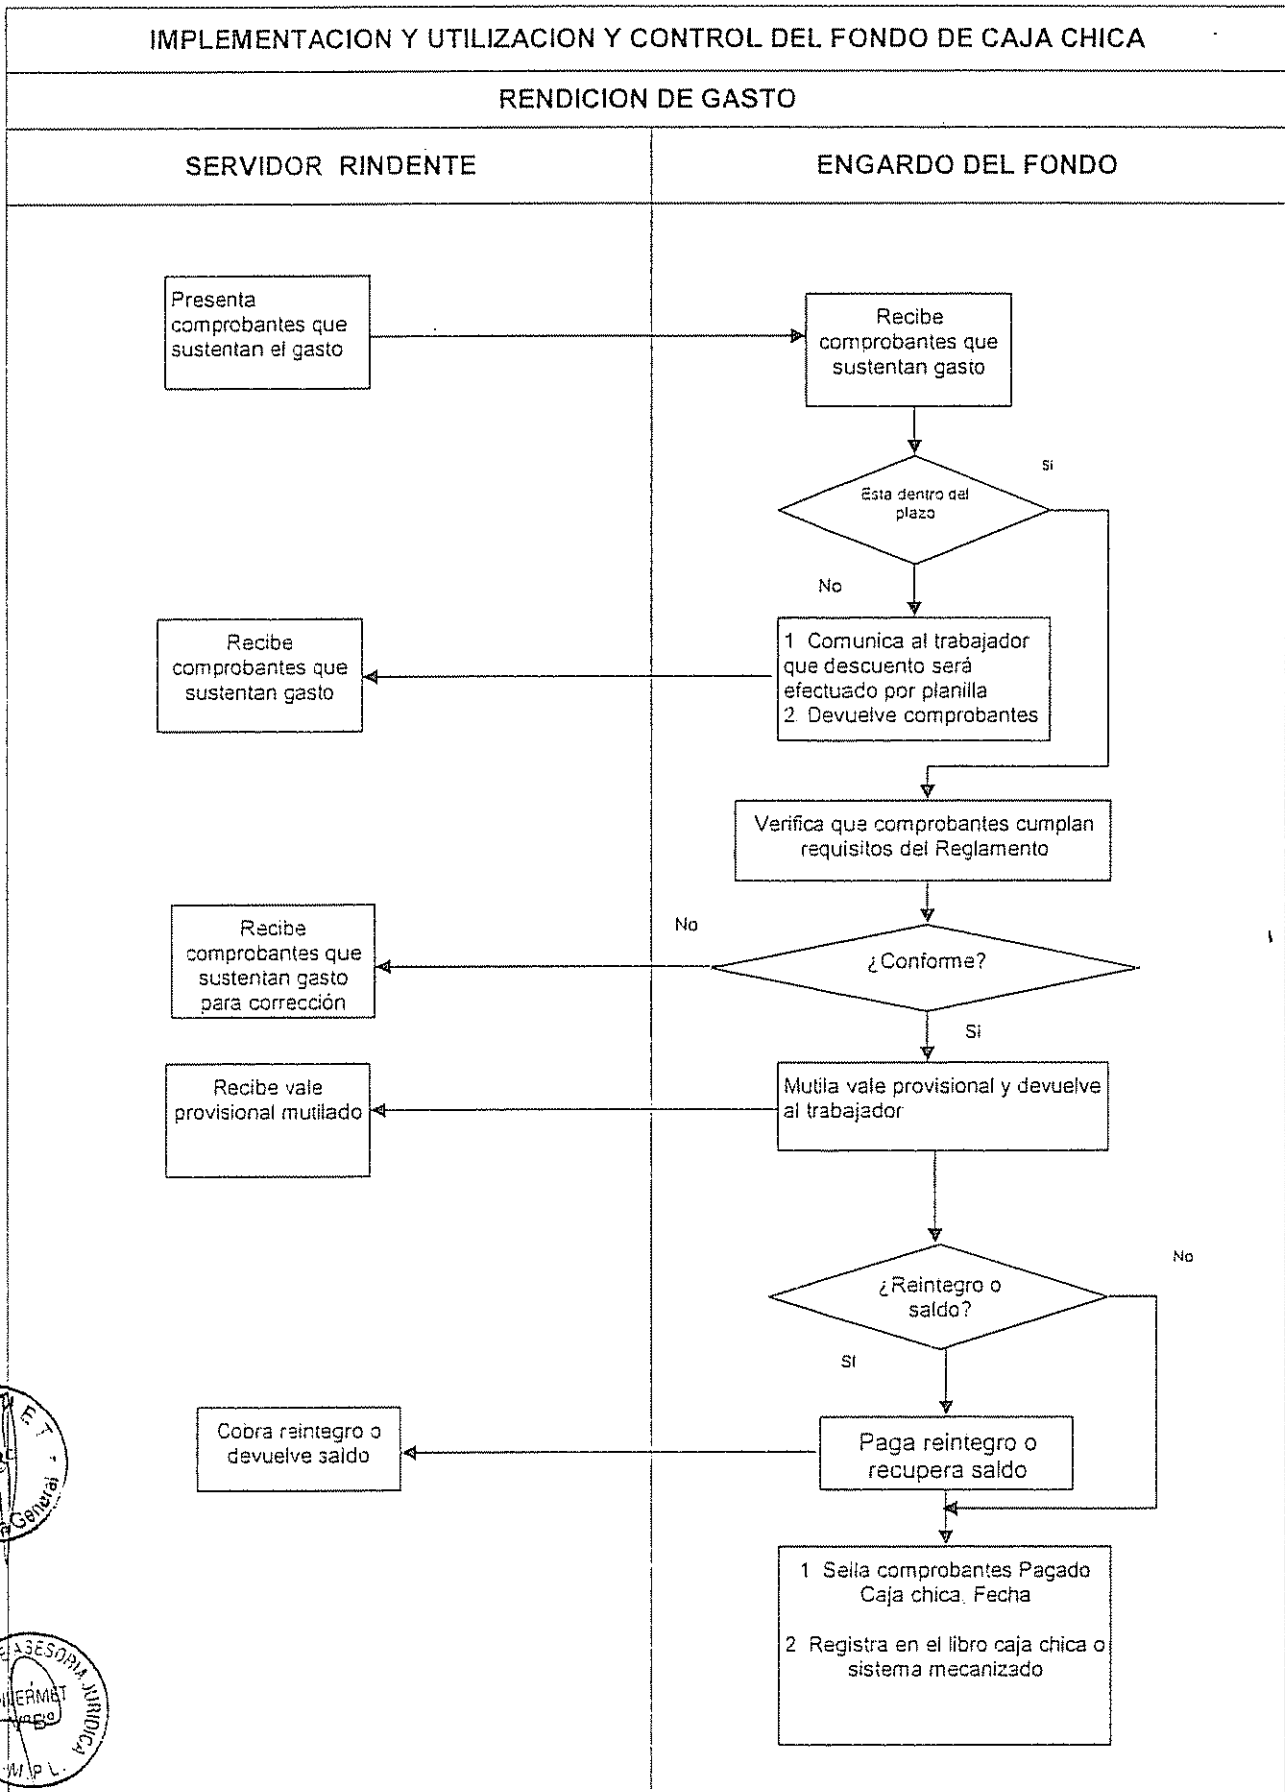 IMPLEMENTACION Y UTILIZACION Y CONTROL DEL FONDO DE CAJA CHICA
RENDICION DE GASTO
SERVIDOR RINDENTE
ENGARDO DEL FONDO
Presenta
comprobantes que
sustentan el gasto
Recibe
comprobantes que
sustentan gasto
Esta dentro del
plazo
Si
No
1 Comunica al trabajador
que descuento será
efectuado por planilla
2. Devuelve comprobantes
Recibe
comprobantes que
sustentan gasto
Verifica que comprobantes cumplan
requisitos del Reglamento
¿Conforme?
No
Recibe
comprobantes que
sustentan gasto
para corrección
Si
Mutila vale provisional y devuelve
al trabajador
Recibe vale
provisional mutilado
¿Reintegro o
saldo?
No
SI
Paga reintegro o
recupera saldo
Cobra reintegro o
devuelve saldo
1 Sella comprobantes Pagado
Caja chica. Fecha
2 Registra en el libro caja chica o
sistema mecanizado
General
ASESORIA JURIDICA
M.P.L.